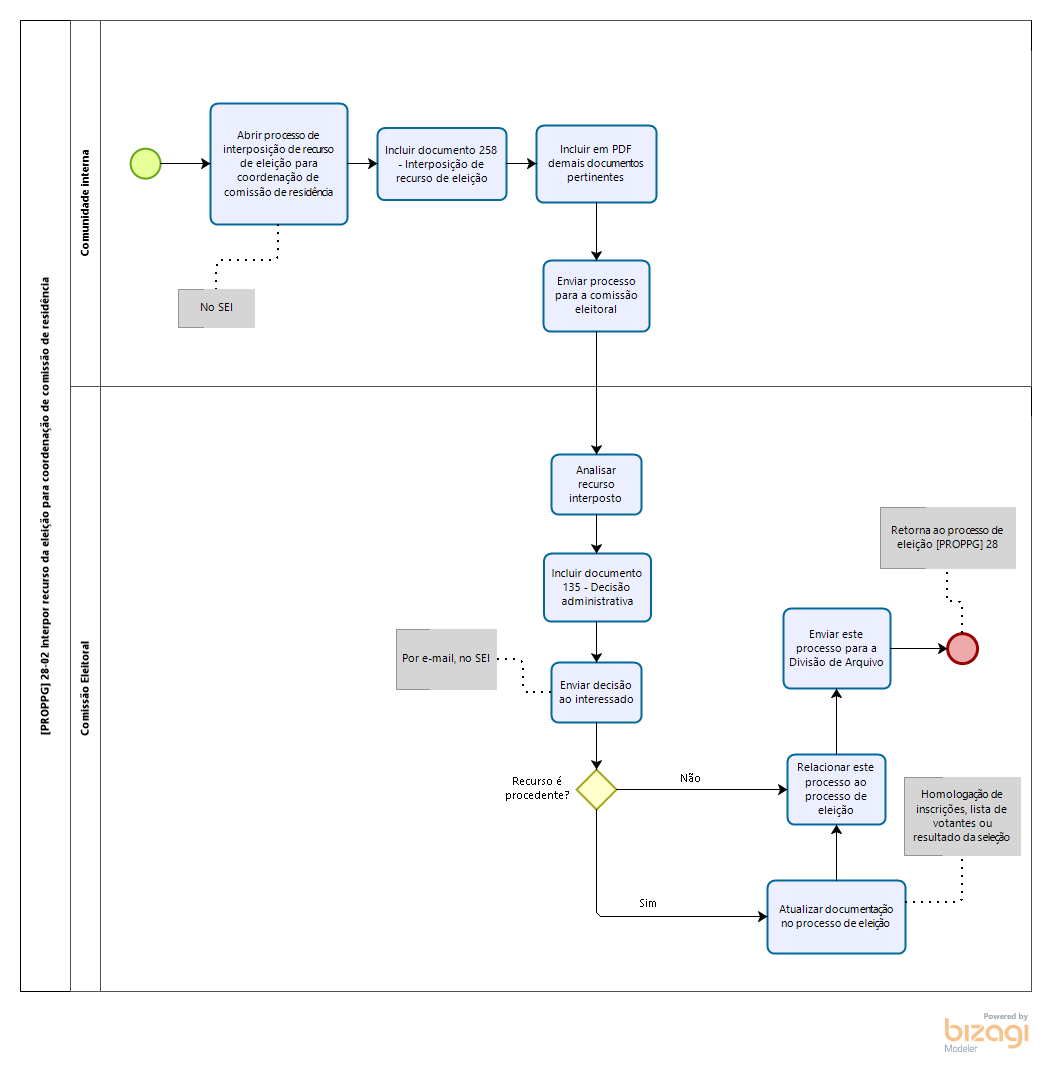 [PROPPG] 28-02 Interpor recurso da eleição para coordenação de comissão de residência
Comunidade interna
Abrir processo de
interposição de recurso
de eleição para
coordenação de
comissão de residência
Incluir documento 258
- Interposição de
recurso de eleição
Incluir em PDF
demais documentos
pertinentes
No SEI
Enviar processo
para a comissão
eleitoral
Comissão Eleitoral
Analisar
recurso
interposto
Incluir documento
135 - Decisão
administrativa
Por e-mail, no SEI
Enviar decisão
ao interessado
Recurso é
procedente?
Não
Sim
Atualizar documentação
no processo de eleição
Homologação de
inscrições, lista de
votantes ou
resultado da seleção
Relacionar este
processo ao
processo de
eleição
Enviar este
processo para a
Divisão de Arquivo
Retorna ao processo de
eleição [PROPPG] 28
Powered by
bizagi
Modeler